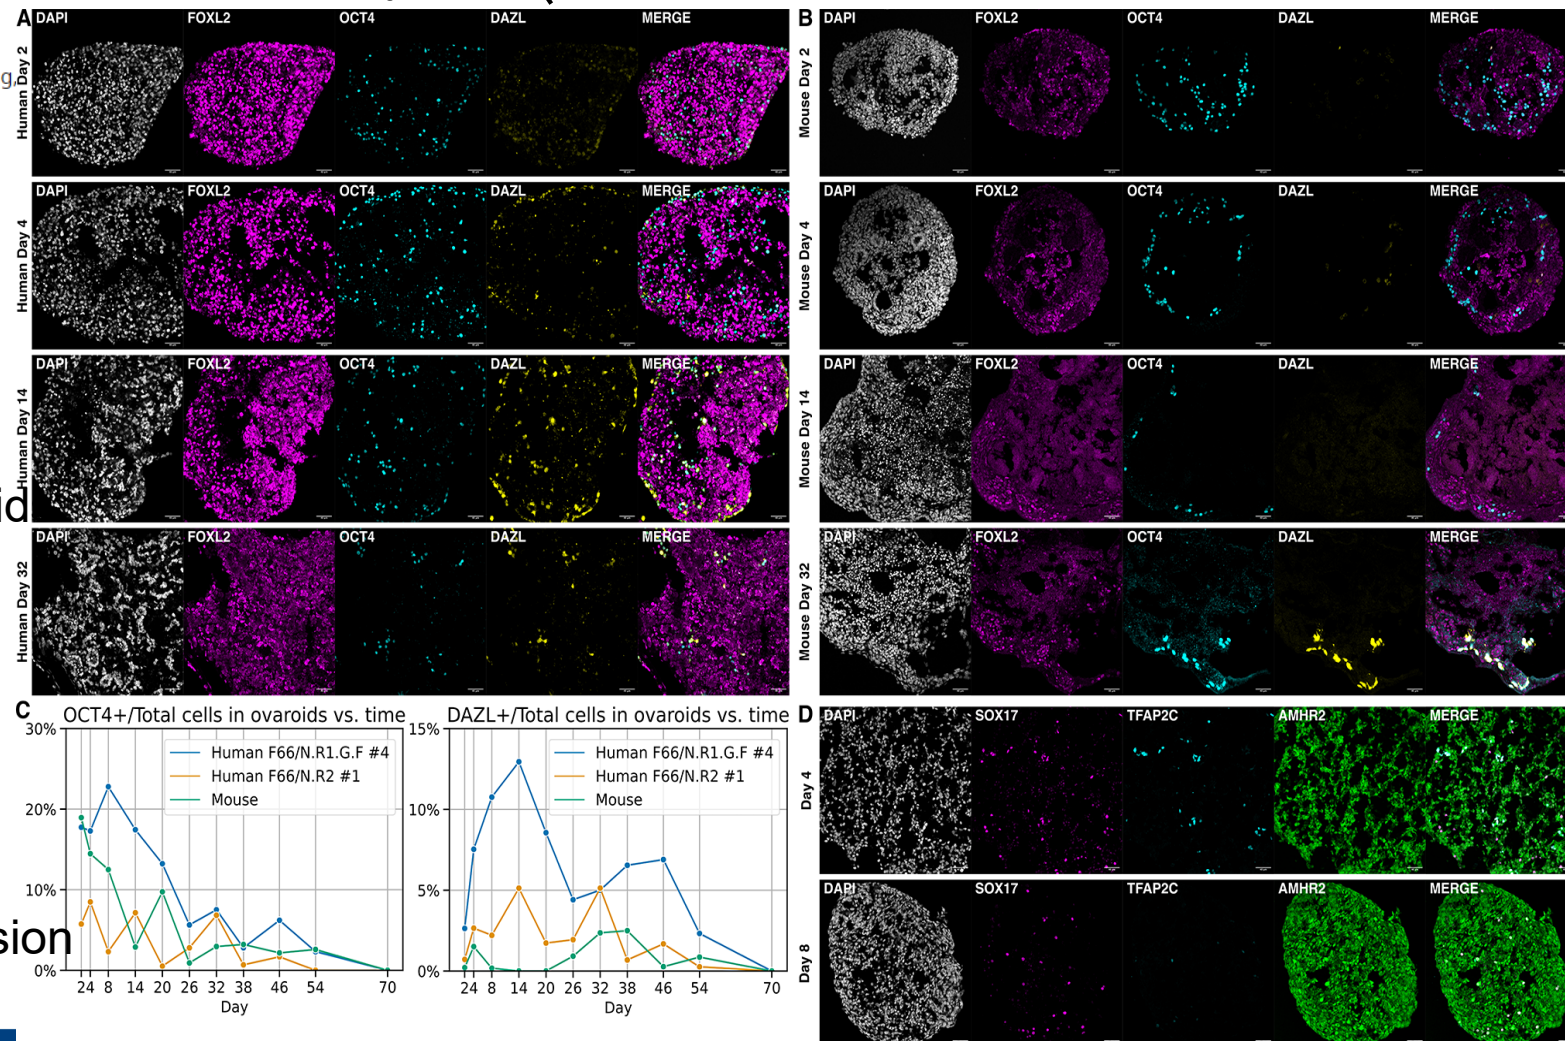 g,
id
sion
A
DAPI FOXL2 OCT4 DAZL MERGE
Human Day 2
DAPI FOXL2 OCT4 DAZL MERGE
Human Day 4
DAPI FOXL2 OCT4 DAZL MERGE
Human Day 14
DAPI FOXL2 OCT4 DAZL MERGE
Human Day 32
B
DAPI FOXL2 OCT4 DAZL MERGE
Mouse Day 2
DAPI FOXL2 OCT4 DAZL MERGE
Mouse Day 4
DAPI FOXL2 OCT4 DAZL MERGE
Mouse Day 14
DAPI FOXL2 OCT4 DAZL MERGE
Mouse Day 32
C
OCT4+/Total cells in ovaroids vs. time
30%
20%
10%
0%
Human F66/N.R1.G.F #4
Human F66/N.R2 #1
Mouse
2 4 8 14 20 26 32 38 46 54 70
Day
DAZL+/Total cells in ovaroids vs. time
15%
10%
5%
0%
Human F66/N.R1.G.F #4
Human F66/N.R2 #1
Mouse
2 4 8 14 20 26 32 38 46 54 70
Day
D
DAPI SOX17 TFAP2C AMHR2 MERGE
Day 4
DAPI SOX17 TFAP2C AMHR2 MERGE
Day 8